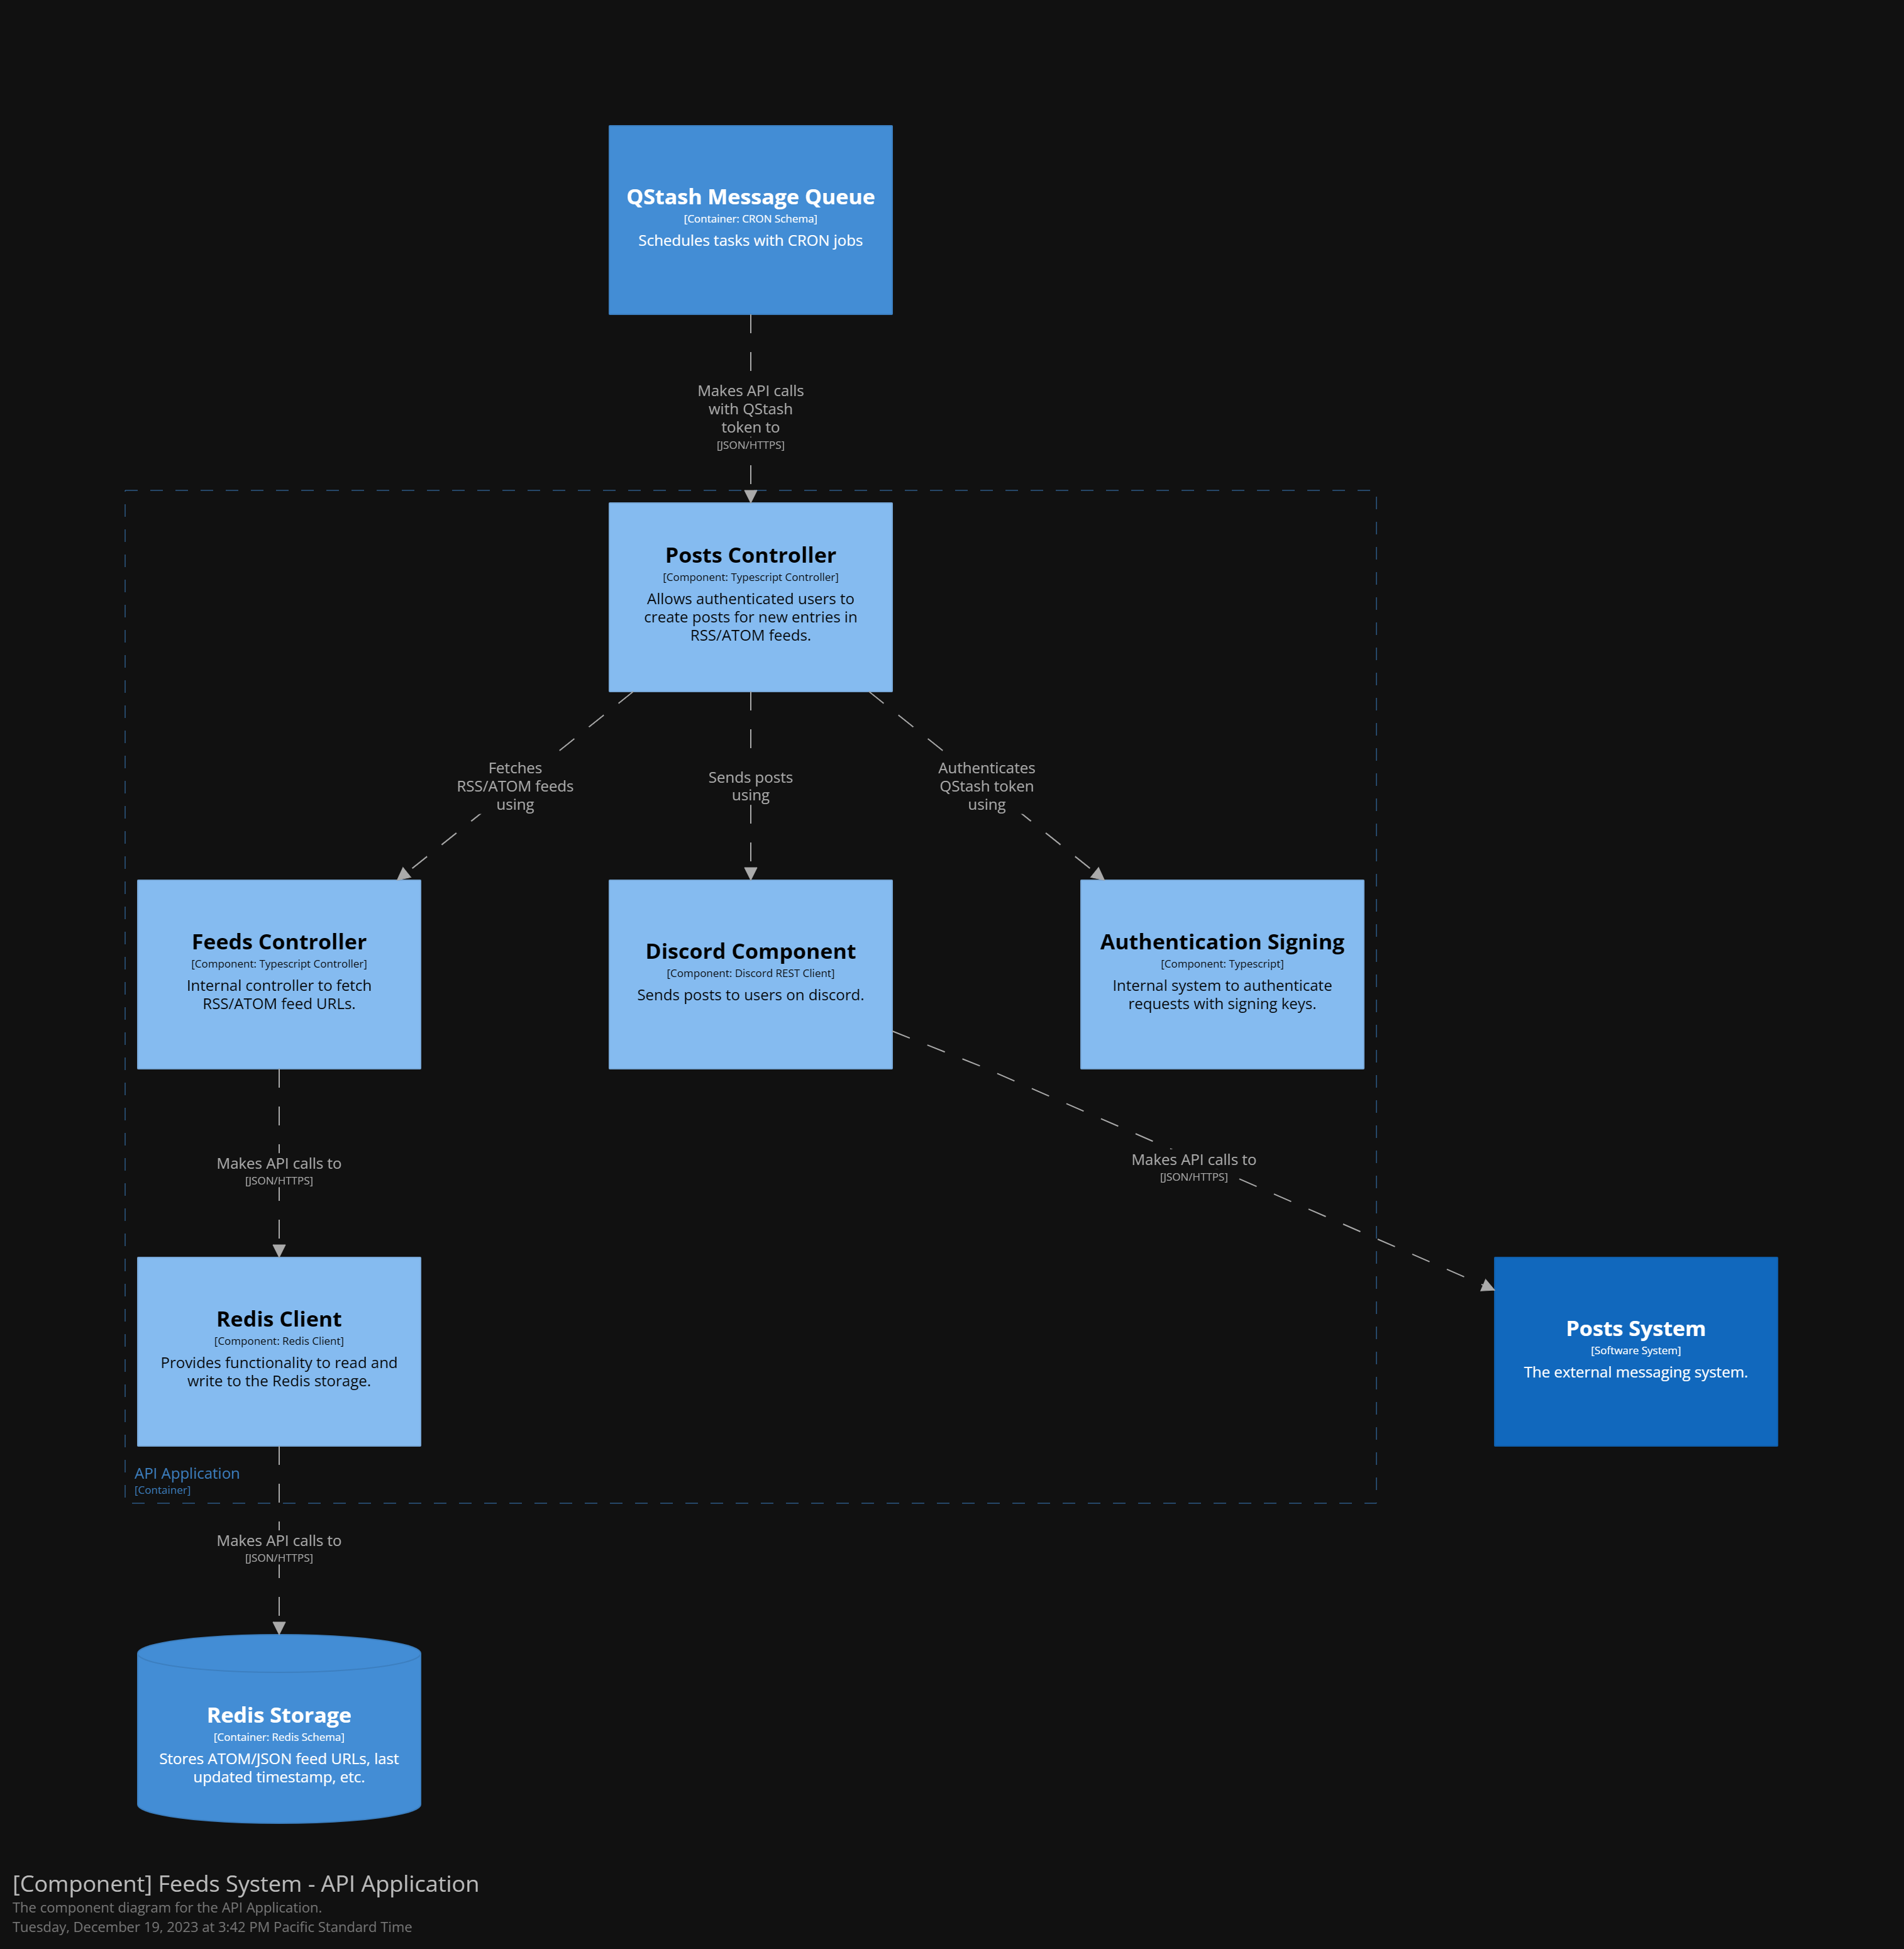 QStash Message Queue
[Container: CRON Schema]
Schedules tasks with CRON jobs
Makes API calls
with QStash
token to
[JSON/HTTPS]
Posts Controller
[Component: Typescript Controller]
Allows authenticated users to
create posts for new entries in
RSS/ATOM feeds.
Fetches
RSS/ATOM feeds
using
Sends posts
using
Authenticates
QStash token
using
Feeds Controller
[Component: Typescript Controller]
Internal controller to fetch
RSS/ATOM feed URLs.
Discord Component
[Component: Discord REST Client]
Sends posts to users on discord.
Authentication Signing
[Component: Typescript]
Internal system to authenticate
requests with signing keys.
Makes API calls to
[JSON/HTTPS]
Makes API calls to
[JSON/HTTPS]
Redis Client
[Component: Redis Client]
Provides functionality to read and
write to the Redis storage.
Posts System
[Software System]
The external messaging system.
API Application
[Container]
Makes API calls to
[JSON/HTTPS]
Redis Storage
[Container: Redis Schema]
Stores ATOM/JSON feed URLs, last
updated timestamp, etc.
[Component] Feeds System - API Application
The component diagram for the API Application.
Tuesday, December 19, 2023 at 3:42 PM Pacific Standard Time